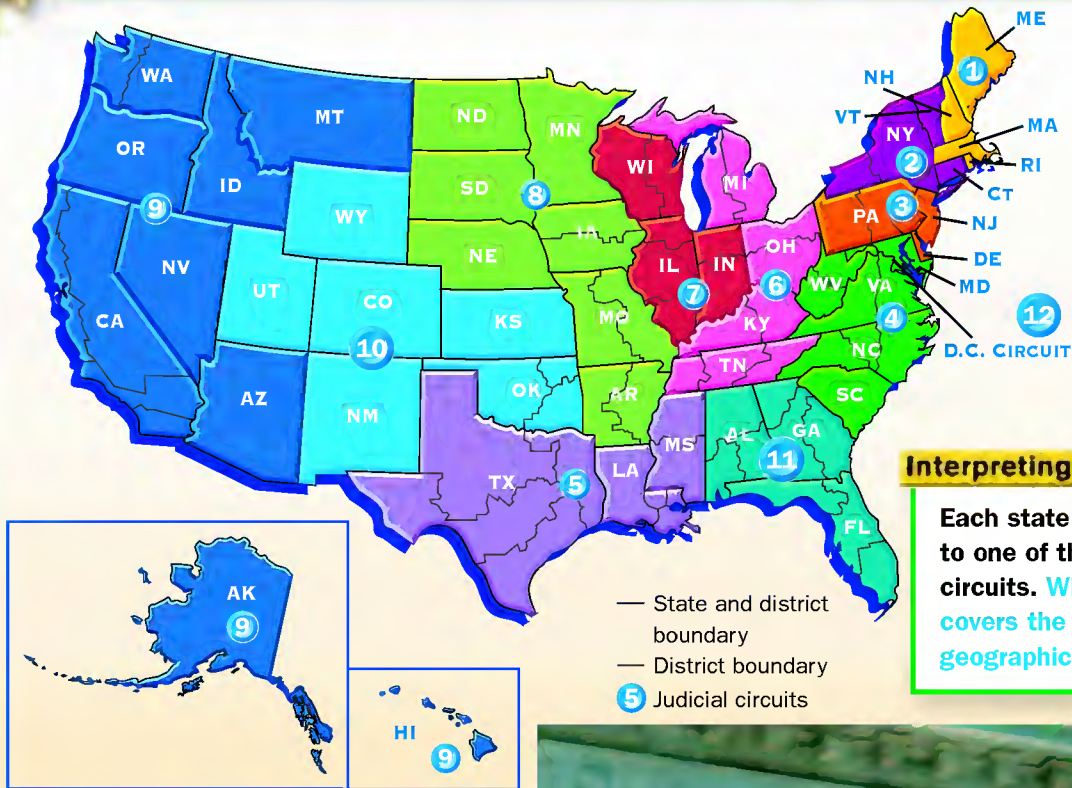 ME
1
NH
VT
NY
MA
2
RI
CT
WA
MT
ND
MN
OR
ID
SD
8
WI
MI
PA
3
NJ
9
WY
NE
IA
IL
IN
OH
DE
MD
NV
UT
CO
KS
MO
7
6
WV
VA
12
CA
10
KY
4
NC
D.C. CIRCUIT
AZ
NM
OK
AR
TN
SC
MS
AL
GA
TX
5
LA
11
FL
Interpreting
Each state
to one of th
circuits. W
covers the
geographic
State and district
boundary
District boundary
5 Judicial circuits
AK
9
HI
9